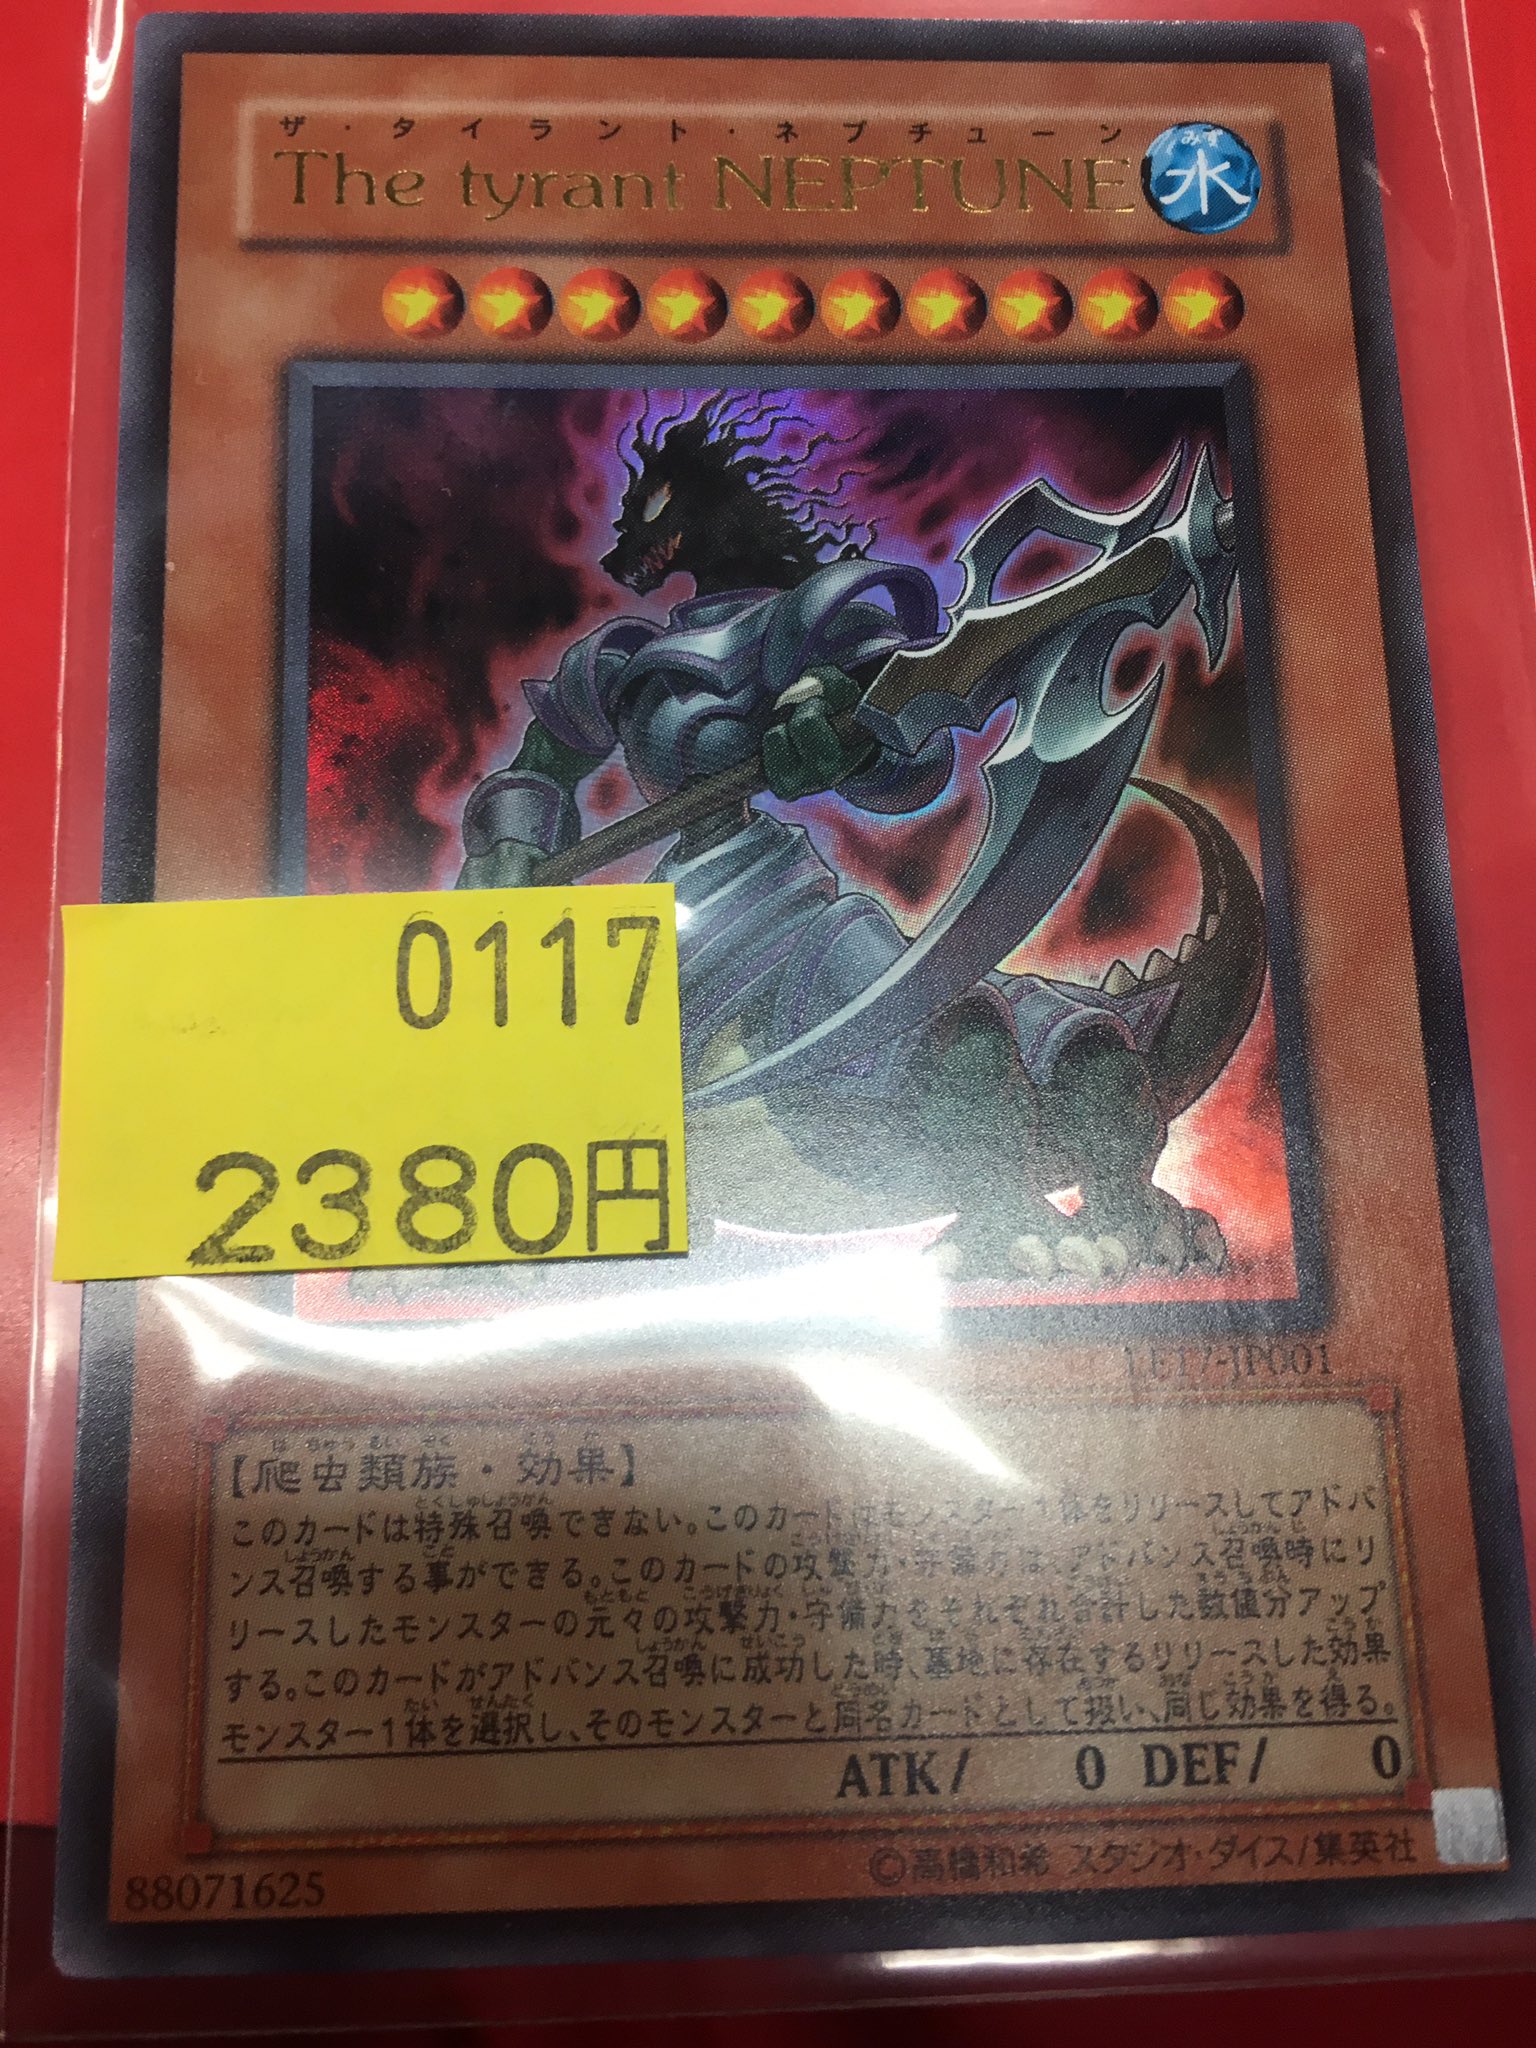 ザ・タイラント・ネプチューン
The tyrant NEPTUNE
みず
水
0117
2380円
LE17-JP001
【爬虫類族・効果】
このカードは特殊召喚できない。このカードはモンスター1体をリリースしてアドバ
ンス召喚する事ができる。このカードの攻撃力・守備力は、アドバンス召喚時にリ
リースしたモンスターの元々の攻撃力・守備力をそれぞれ合計した数値分アップ
する。このカードがアドバンス召喚に成功した時、墓地に存在するリリースした効果
モンスター1体を選択し、そのモンスターと同名カードとして扱い、同じ効果を得る。
ATK/ 0 DEF/ 0
88071625
©高橋和希 スタジオ・ダイス/集英社